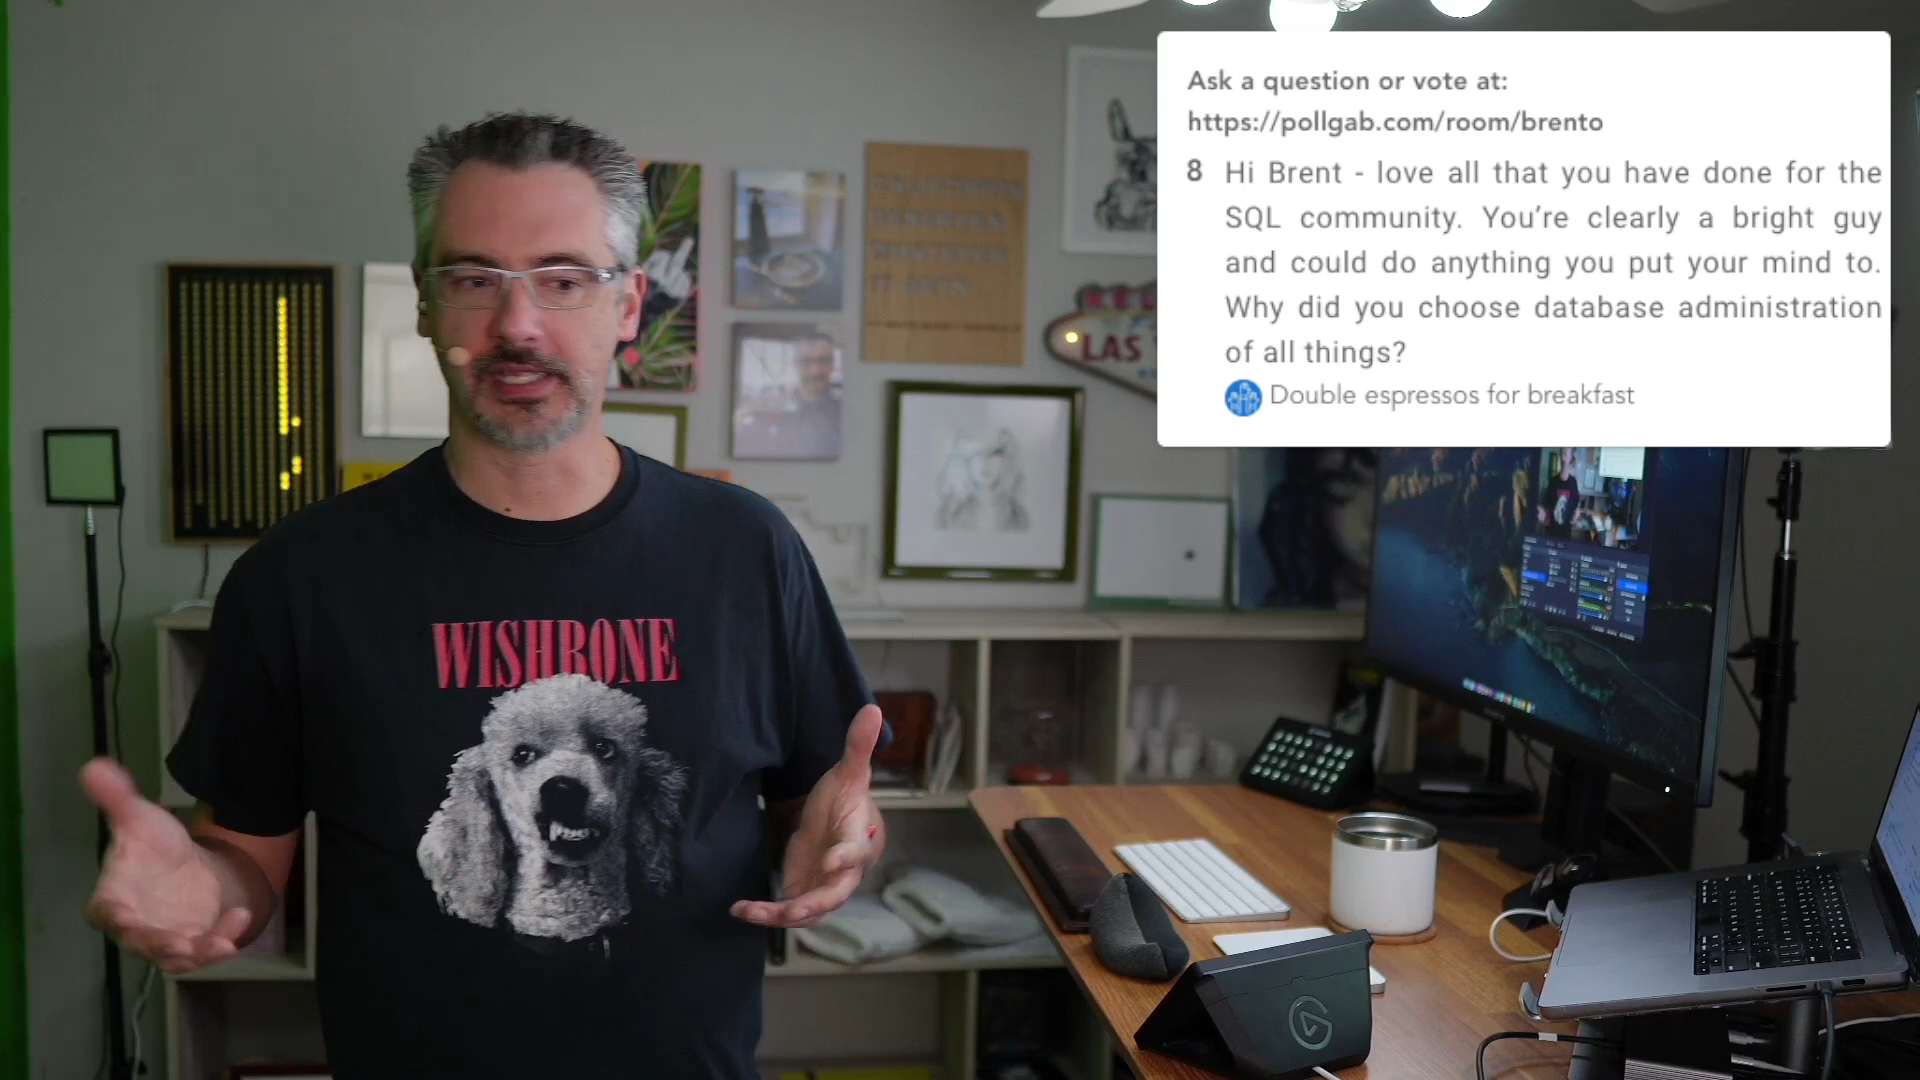 Ask a question or vote at:
https://pollgab.com/room/brento
8 Hi Brent - love all that you have done for the
SQL community. You’re clearly a bright guy
and could do anything you put your mind to.
Why did you choose database administration
of all things?
Double espressos for breakfast
LAS
WISHBONE